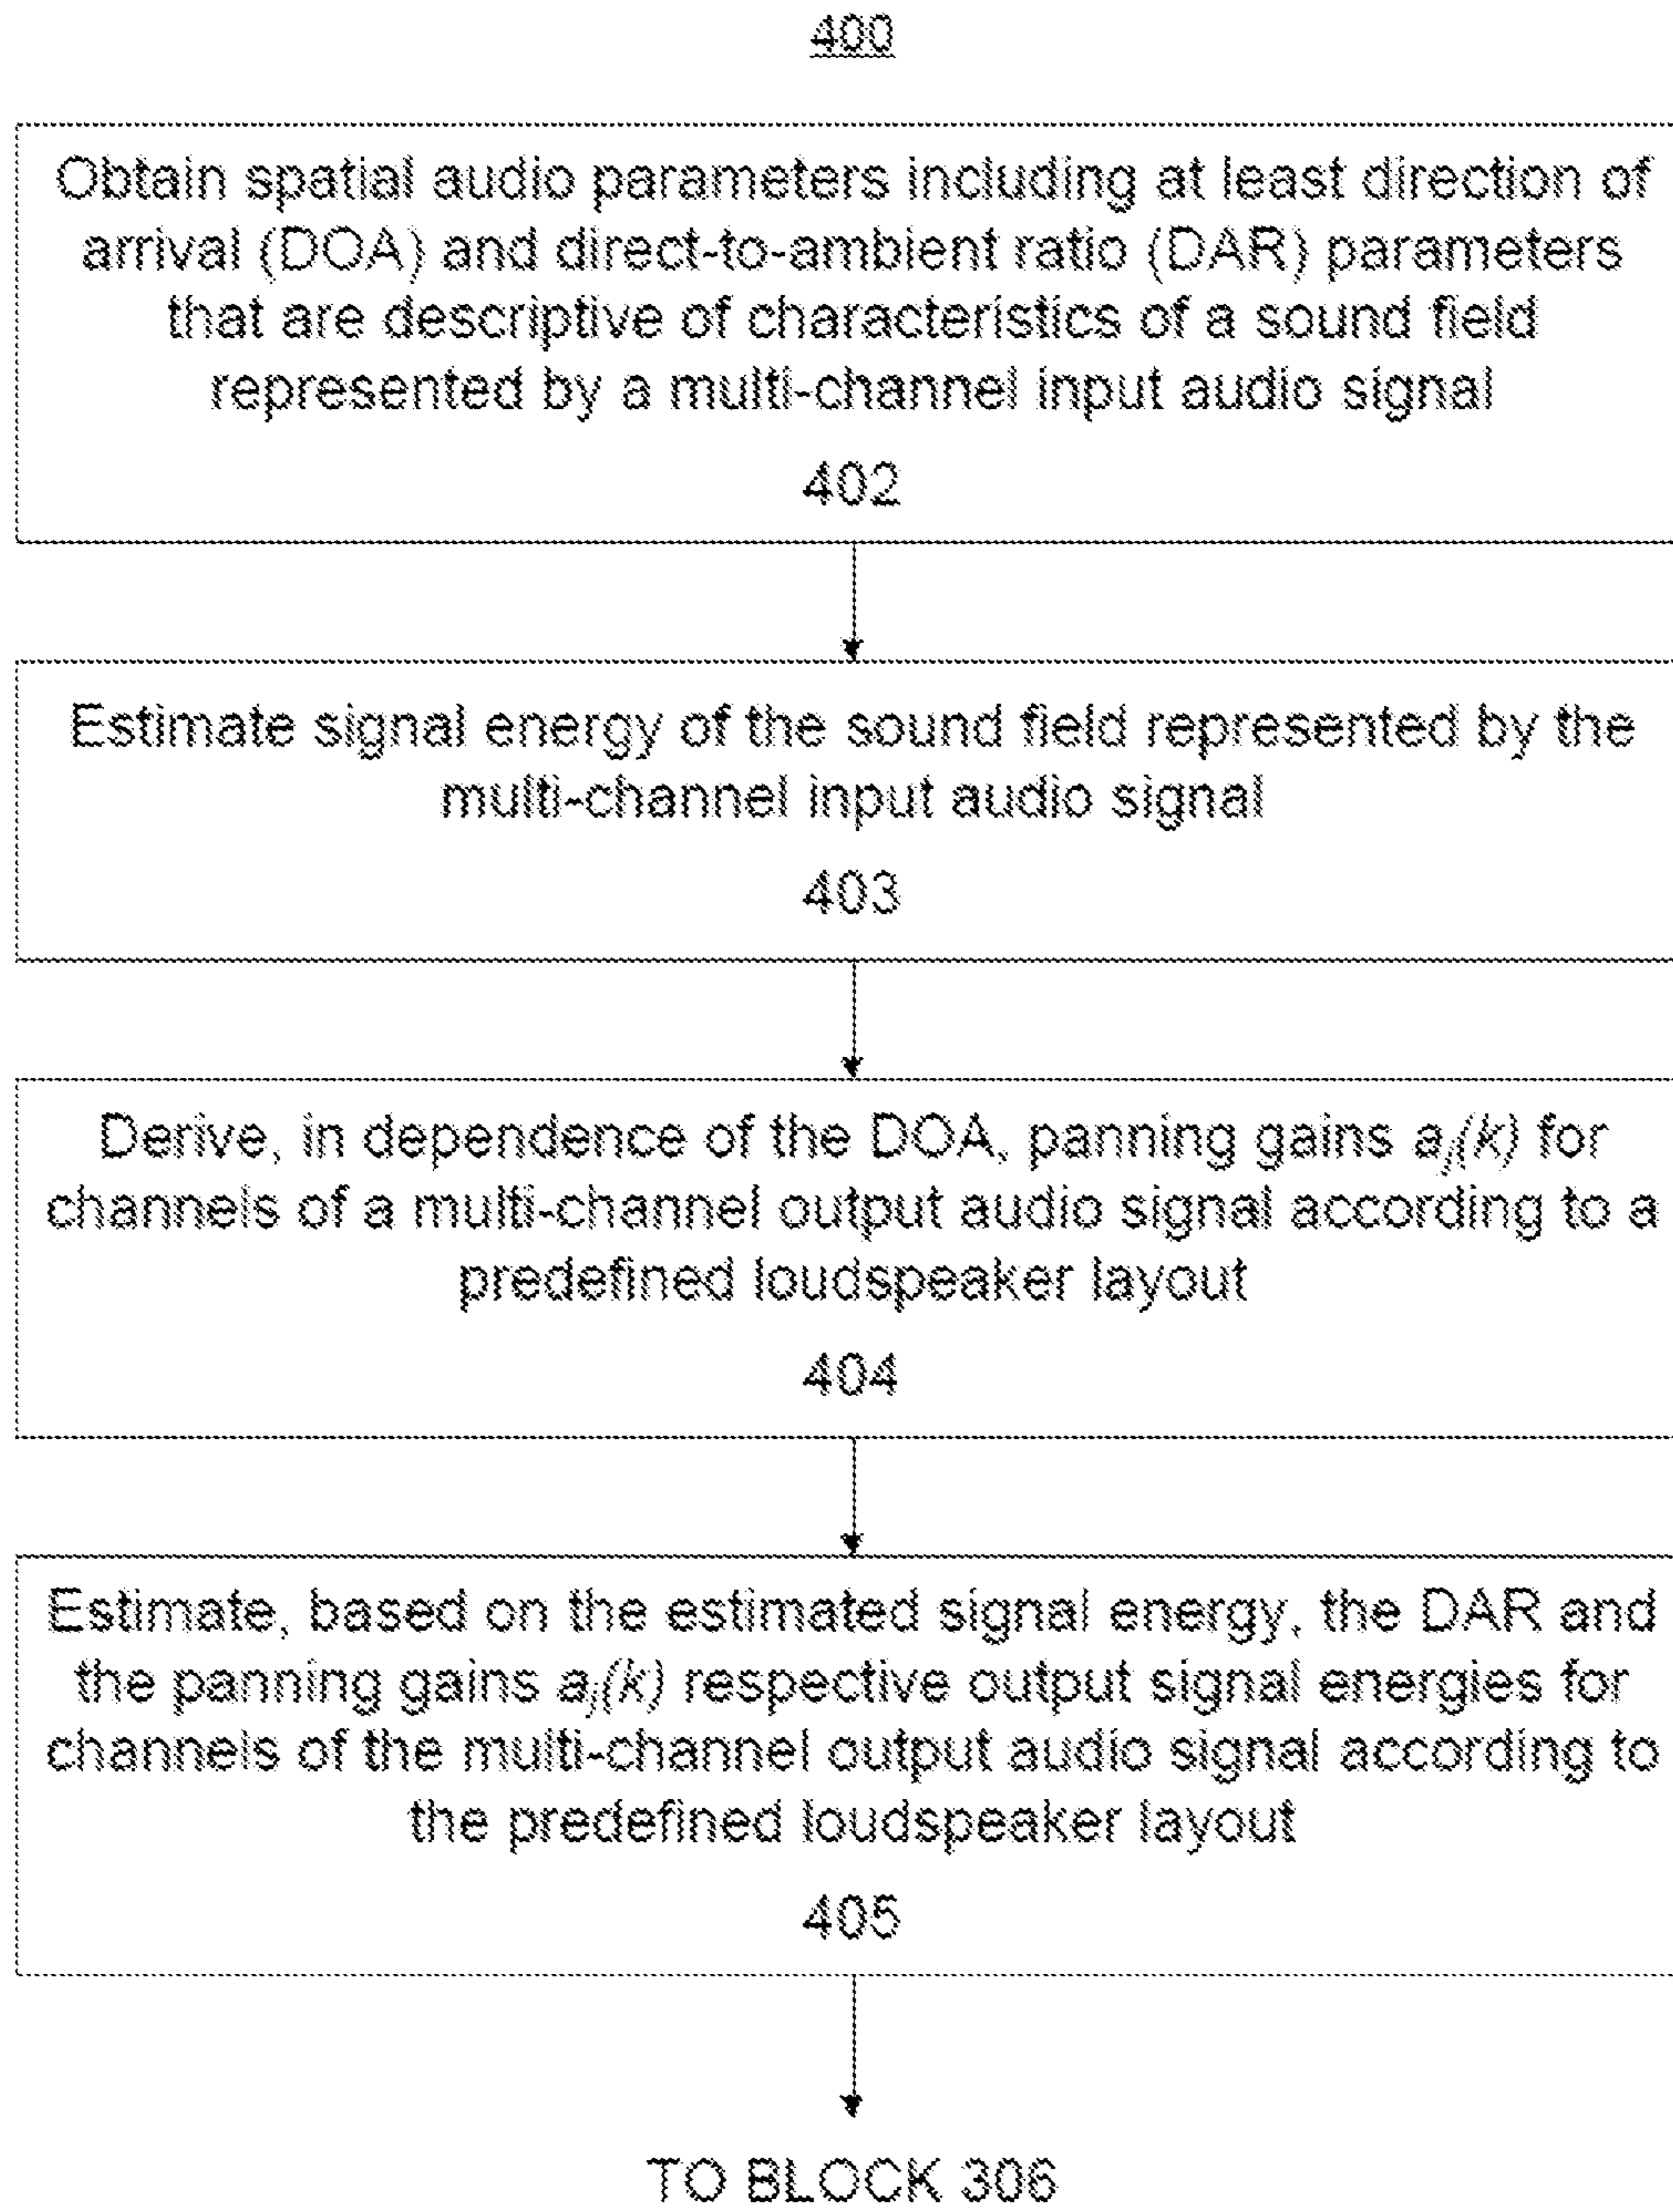 400
Obtain spatial audio parameters including at least direction of
arrival (DOA) and direct-to-ambient ratio (DAR) parameters
that are descriptive of characteristics of a sound field
represented by a multi-channel input audio signal
402
Estimate signal energy of the sound field represented by the
multi-channel input audio signal
403
Derive, in dependence of the DOA, panning gains aⱼ(k) for
channels of a multi-channel output audio signal according to a
predefined loudspeaker layout
404
Estimate, based on the estimated signal energy, the DAR and
the panning gains aⱼ(k) respective output signal energies for
channels of the multi-channel output audio signal according to
the predefined loudspeaker layout
405
TO BLOCK 306